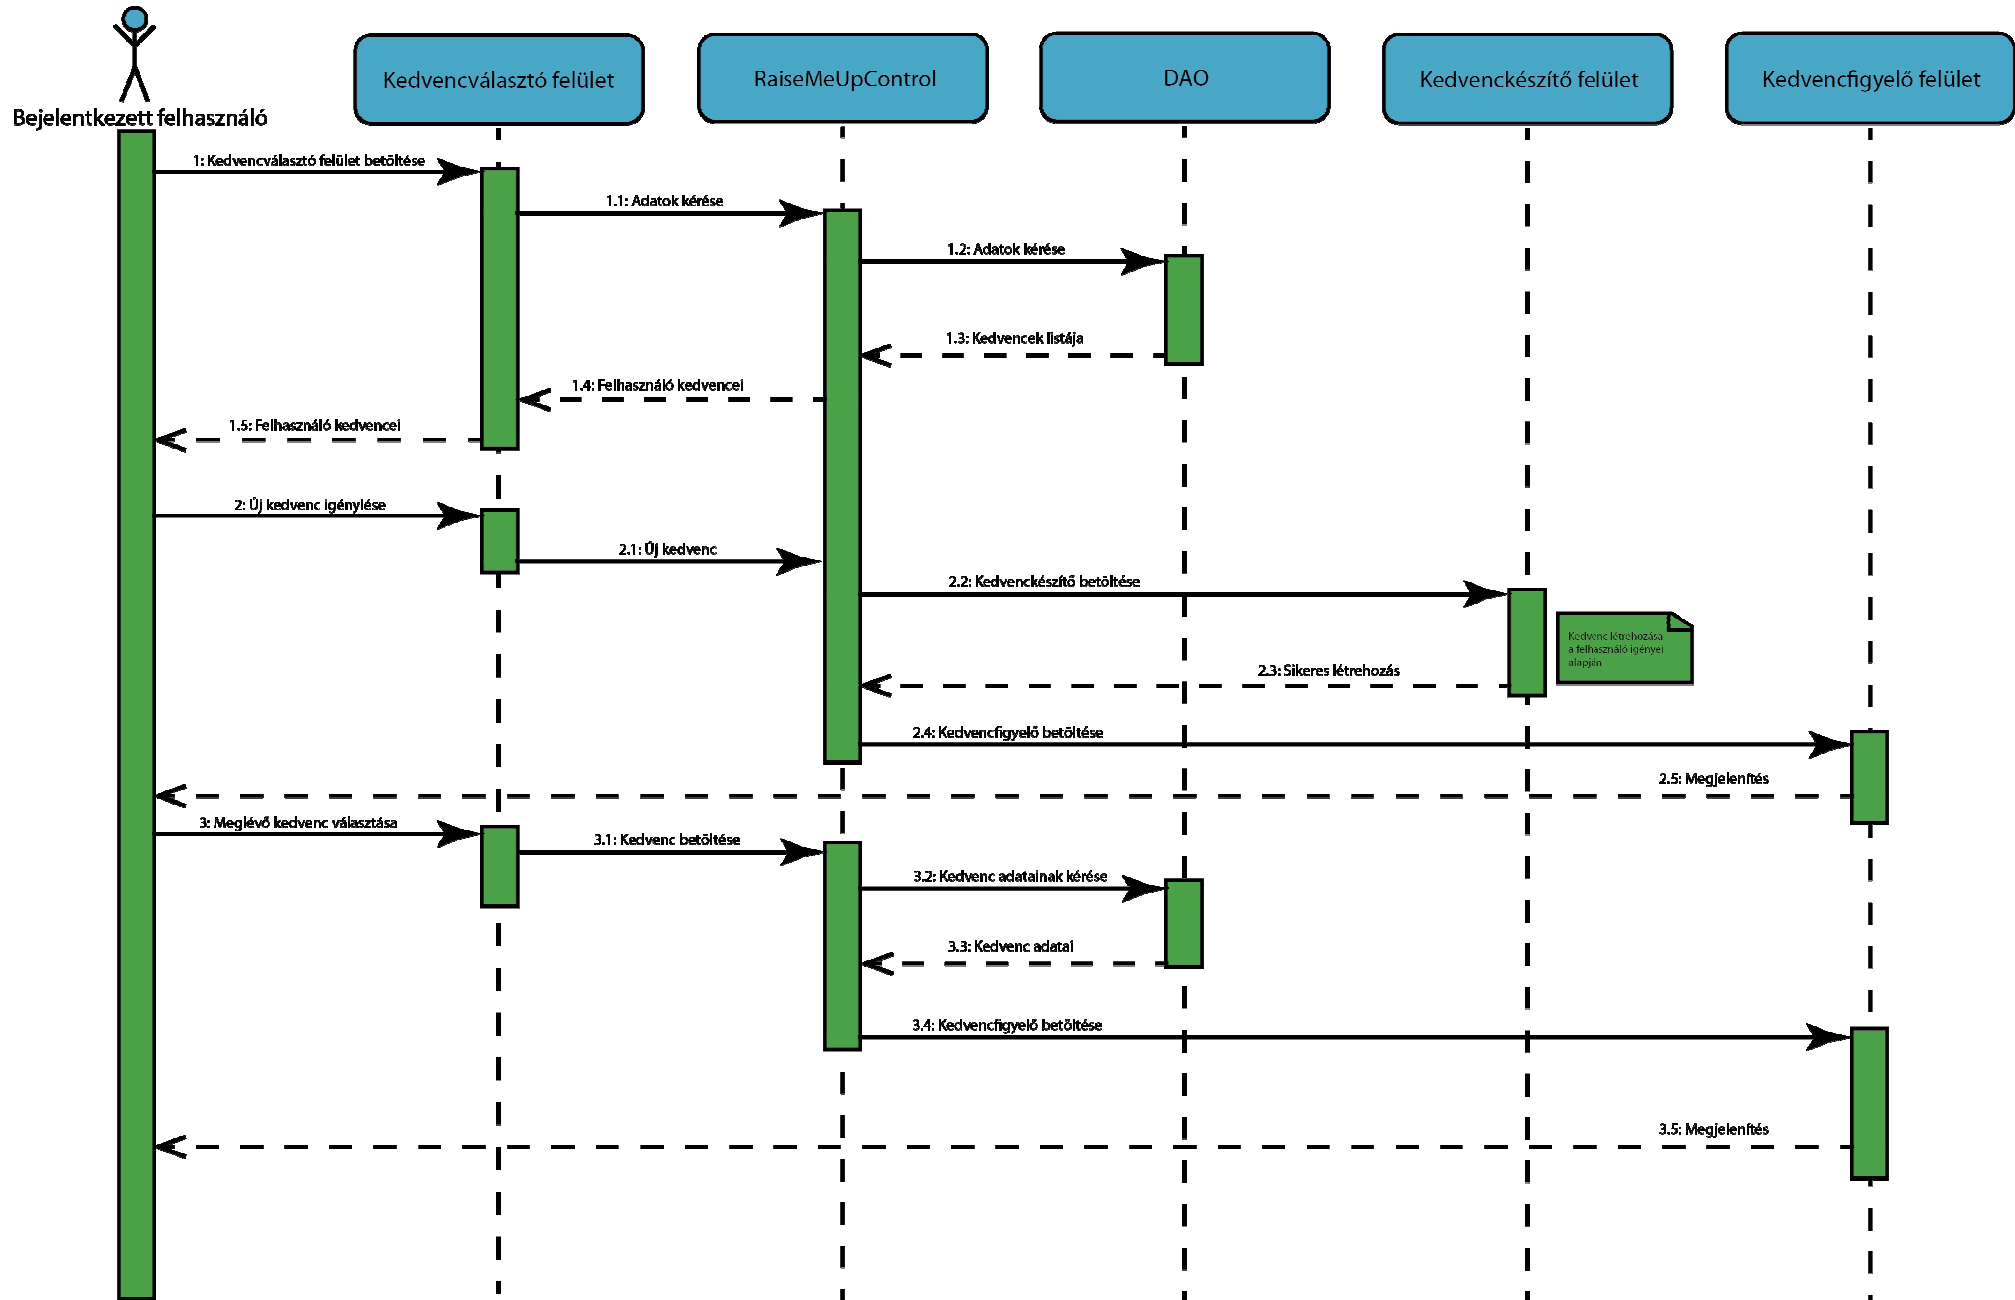 Bejelentkezett felhasználó
Kedvencválasztó felület
RaiseMeUpControl
DAO
Kedvenckészítő felület
Kedvencfigyelő felület
1: Kedvencválasztó felület betöltése
1.1: Adatok kérése
1.2: Adatok kérése
1.3: Kedvencek listája
1.4: Felhasználó kedvencei
1.5: Felhasználó kedvencei
2: Új kedvenc igénylése
2.1: Új kedvenc
2.2: Kedvenckészítő betöltése
Kedvenc létrehozása
a felhasználó igényei
alapján
2.3: Sikeres létrehozás
2.4: Kedvencfigyelő betöltése
2.5: Megjelenítés
3: Meglévő kedvenc választása
3.1: Kedvenc betöltése
3.2: Kedvenc adatainak kérése
3.3: Kedvenc adatai
3.4: Kedvencfigyelő betöltése
3.5: Megjelenítés